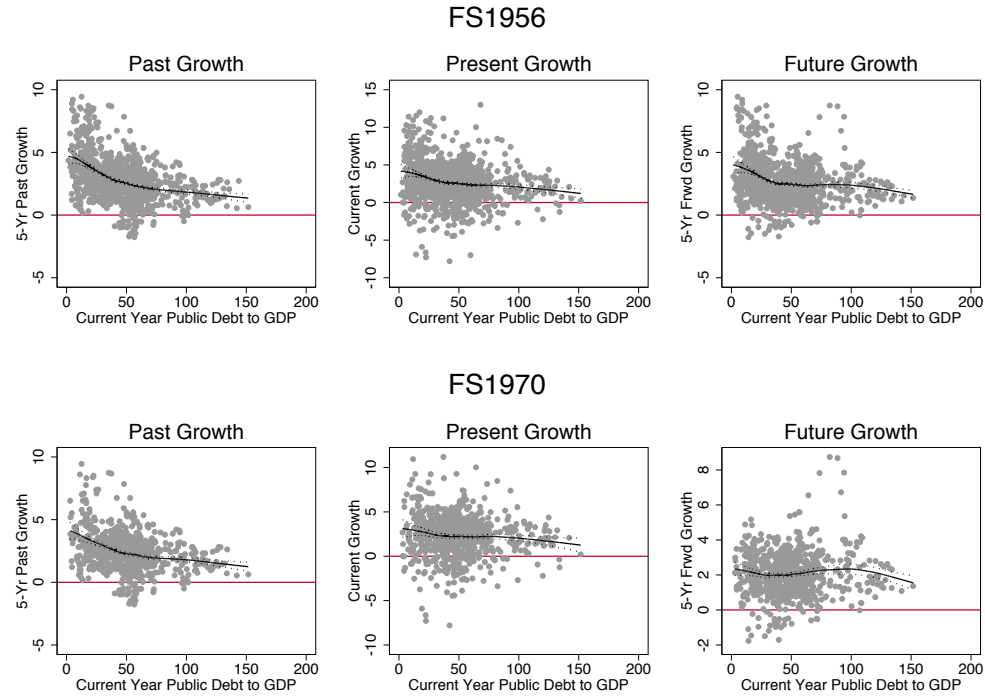 FS1956
Past Growth
Present Growth
Future Growth
5-Yr Past Growth
10
5
0
-5
0 50 100 150 200
Current Year Public Debt to GDP
Current Growth
15
10
5
0
-5
-10
0 50 100 150 200
Current Year Public Debt to GDP
5-Yr Frwd Growth
10
5
0
-5
0 50 100 150 200
Current Year Public Debt to GDP
FS1970
Past Growth
Present Growth
Future Growth
5-Yr Past Growth
10
5
0
-5
0 50 100 150 200
Current Year Public Debt to GDP
Current Growth
10
5
0
-5
-10
0 50 100 150 200
Current Year Public Debt to GDP
5-Yr Frwd Growth
8
6
4
2
0
-2
0 50 100 150 200
Current Year Public Debt to GDP